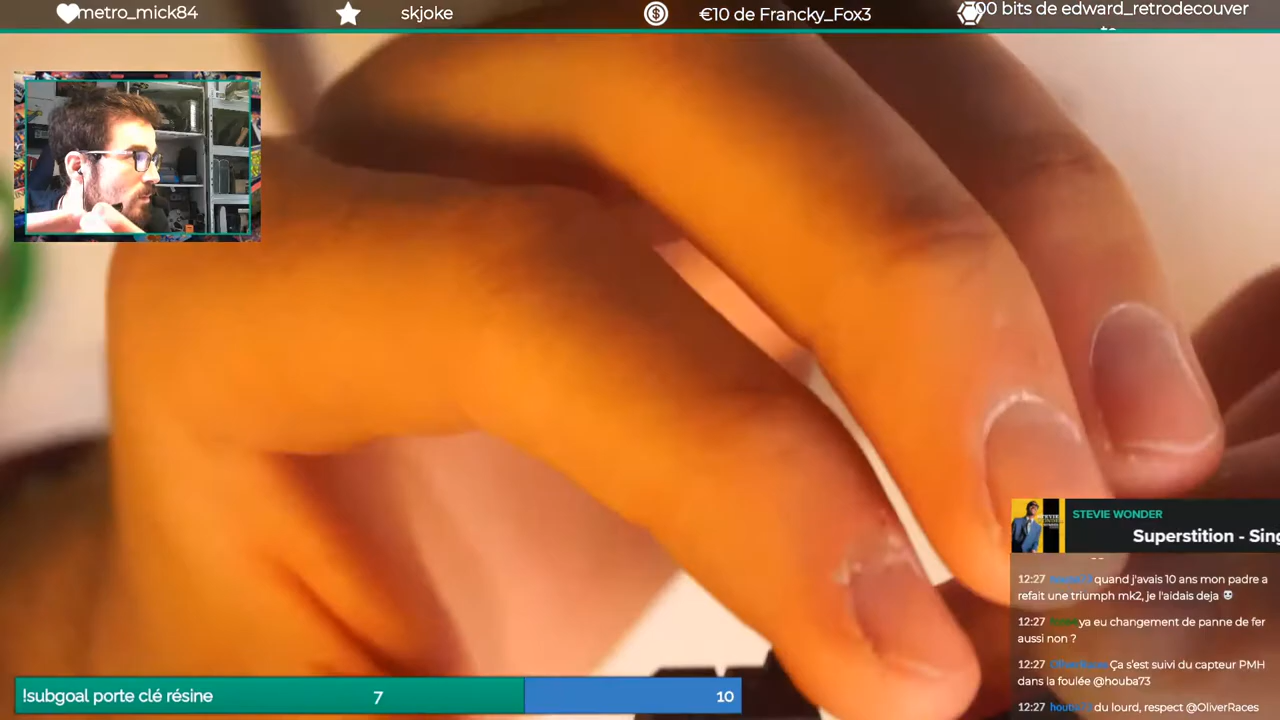 metro_mick84
skjoke
€10 de Francky_Fox3
00 bits de edward_retrodecouver
STEVIE WONDER
Superstition - Sing
12:27 quand j'avais 10 ans mon padre a
refait une triumph mk2, je l'aidais deja
12:27 ya eu changement de panne de fer
aussi non ?
12:27 Ça s'est suivi du capteur PMH
dans la foulée @houba73
12:27 du lourd, respect @OliverRaces
!subgoal porte clé résine 7 10